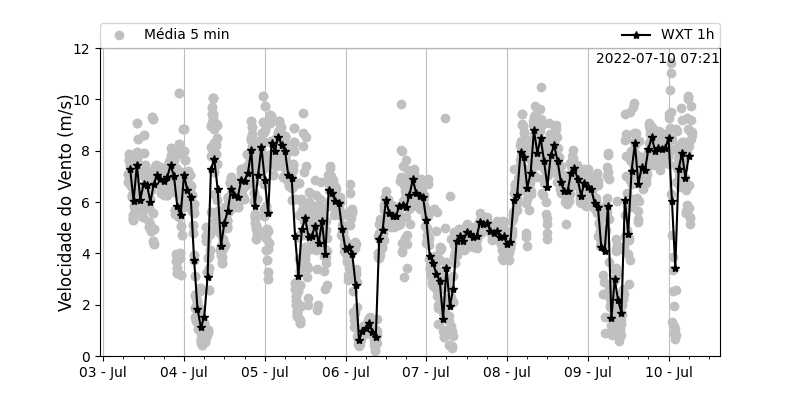 Média 5 min
WXT 1h
2022-07-10 07:21
Velocidade do Vento (m/s)
12
10
8
6
4
2
0
03 - Jul 04 - Jul 05 - Jul 06 - Jul 07 - Jul 08 - Jul 09 - Jul 10 - Jul